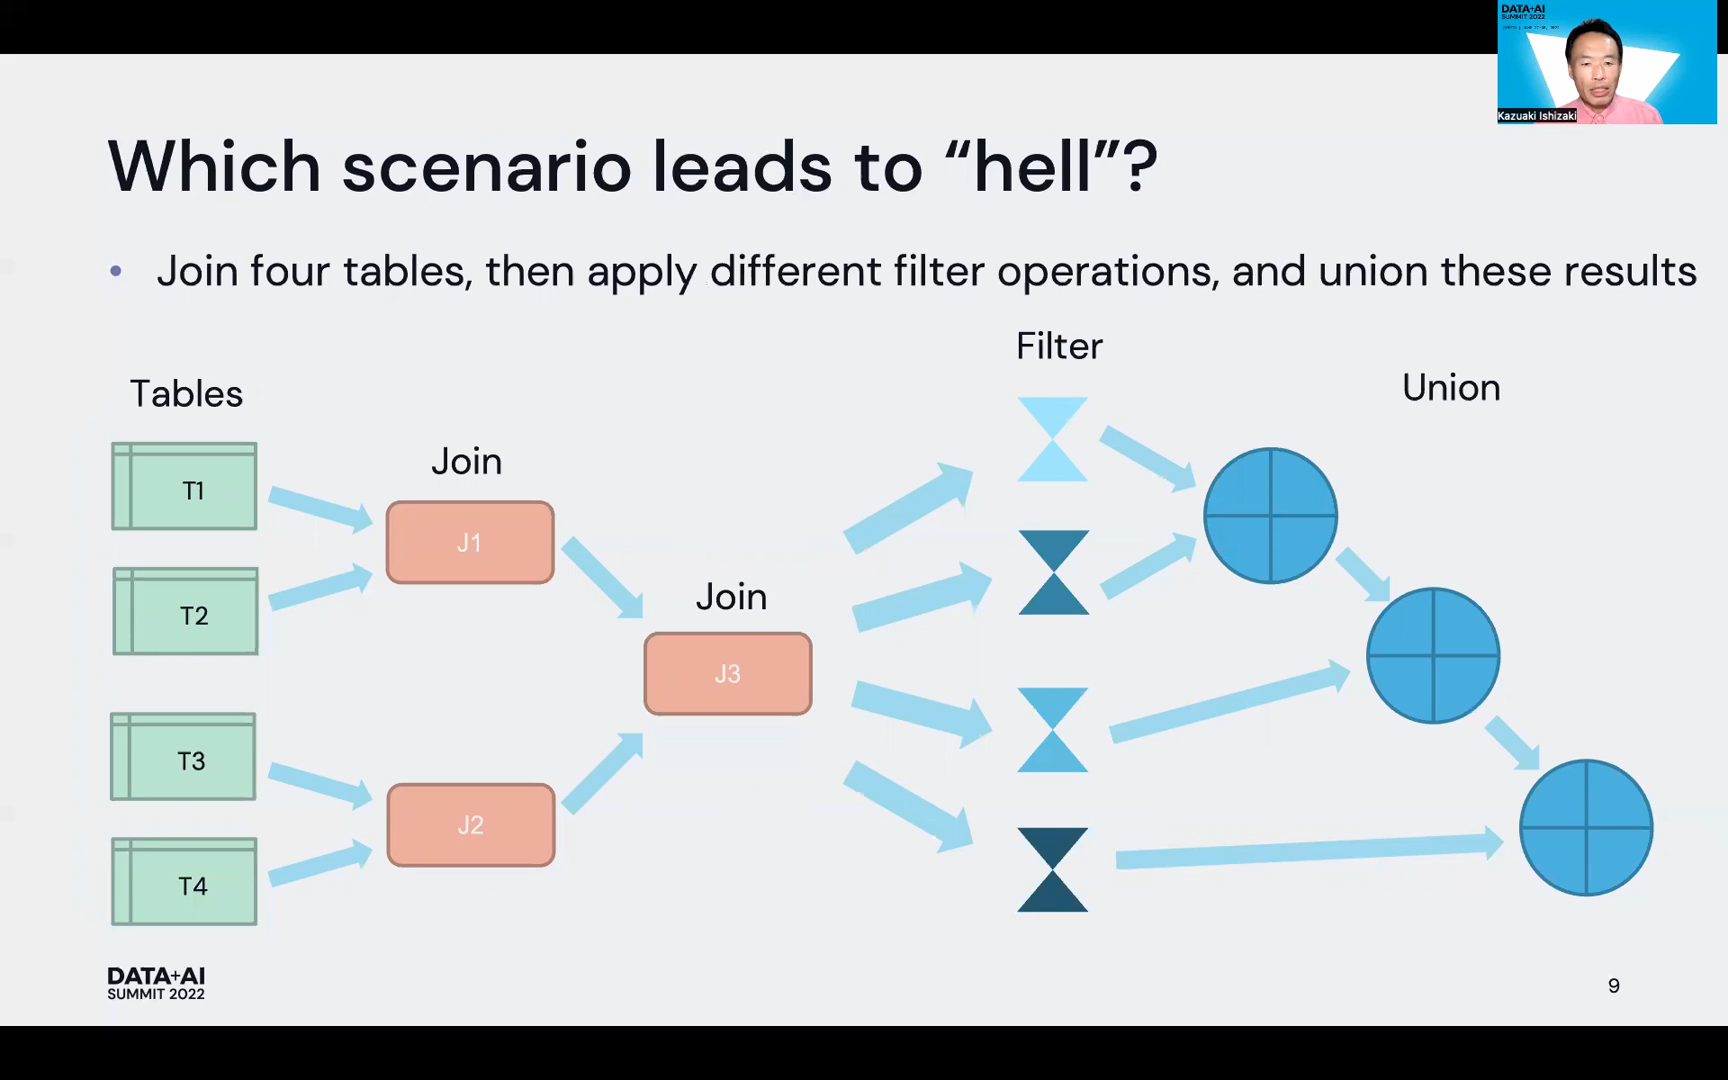 DATA+AI
SUMMIT 2022
Kazuaki Ishizaki
Which scenario leads to “hell”?
• Join four tables, then apply different filter operations, and union these results
Filter
Union
Tables
Join
T1
J1
T2
Join
J3
T3
J2
T4
DATA+AI
SUMMIT 2022
9